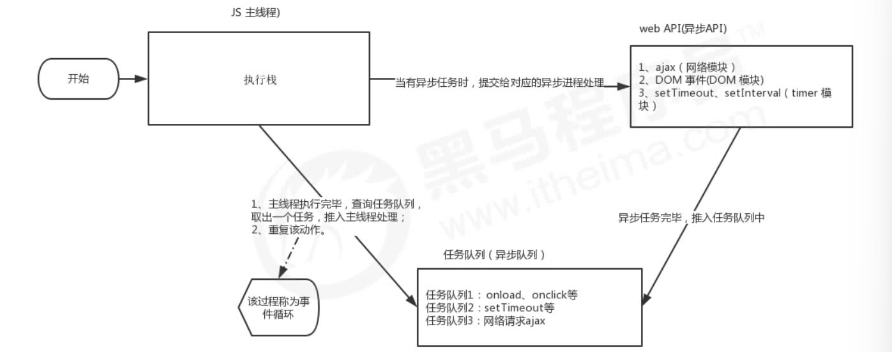 JS 主线程)
web API(异步API)
开始
执行栈
当有异步任务时，提交给对应的异步进程处理
1、ajax（网络模块）
2、DOM 事件(DOM 模块)
3、setTimeout、setInterval（timer 模
块）
黑马程序员™
www.itheima.com
1、主线程执行完毕，查询任务队列，
取出一个任务，推入主线程处理；
2、重复该动作。
异步任务完毕，推入任务队列中
任务队列（异步队列）
该过程称为事
件循环
任务队列1： onload、onclick等
任务队列2：setTimeout等
任务队列3：网络请求ajax